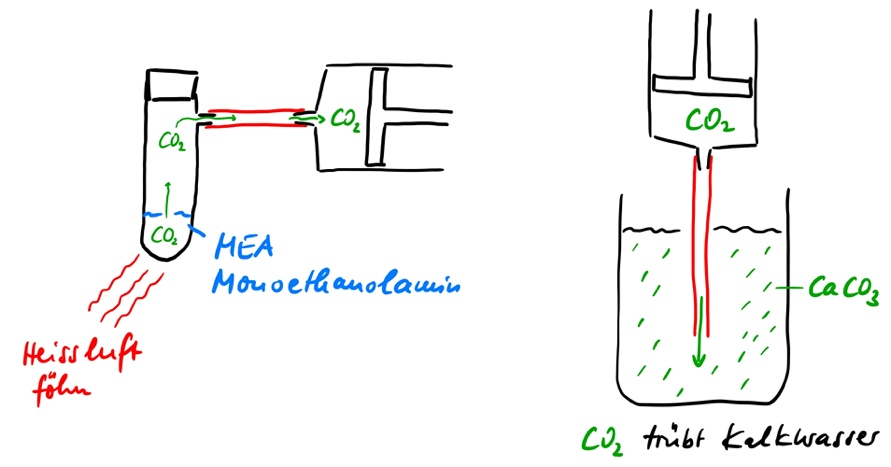 CO₂
CO₂
CO₂
MEA
Monoethanolamin
Heissluft
föhn
CO₂
CaCO₃
CO₂ trübt Kalkwasser